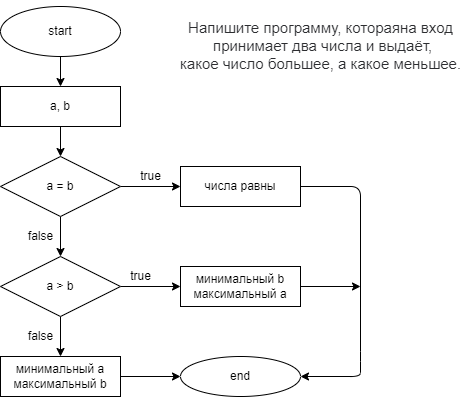 start
Напишите программу, котораяна вход
принимает два числа и выдаёт,
какое число большее, а какое меньшее.
a, b
a = b
true
числа равны
false
a > b
true
минимальный b
максимальный a
false
минимальный a
максимальный b
end